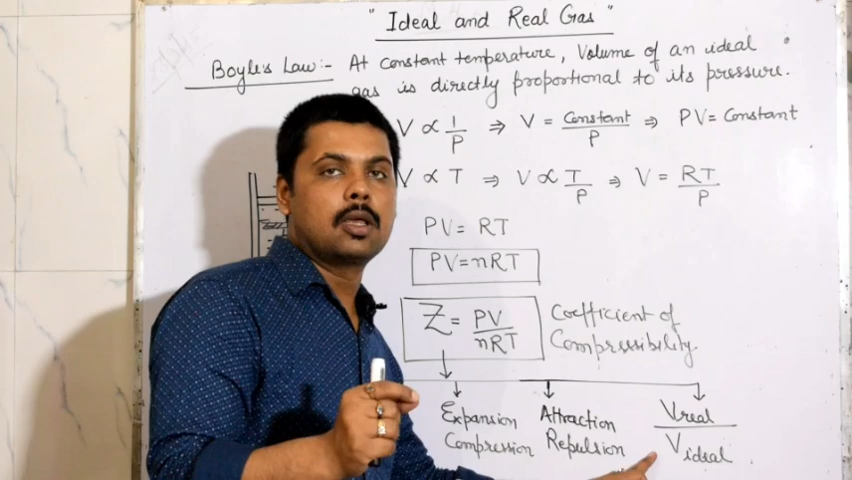 " Ideal and Real Gas "
Boyle's Law:- At constant temperature, Volume of an ideal
gas is directly proportional to its pressure.
V ∝ 1/P ⇒ V = Constant/P ⇒ PV = Constant
V ∝ T ⇒ V ∝ T/P ⇒ V = RT/P
PV = RT
PV=nRT
Z = PV/nRT Coefficient of
Compressibility.
Expansion Attraction Vreal
Compression Repulsion Videal